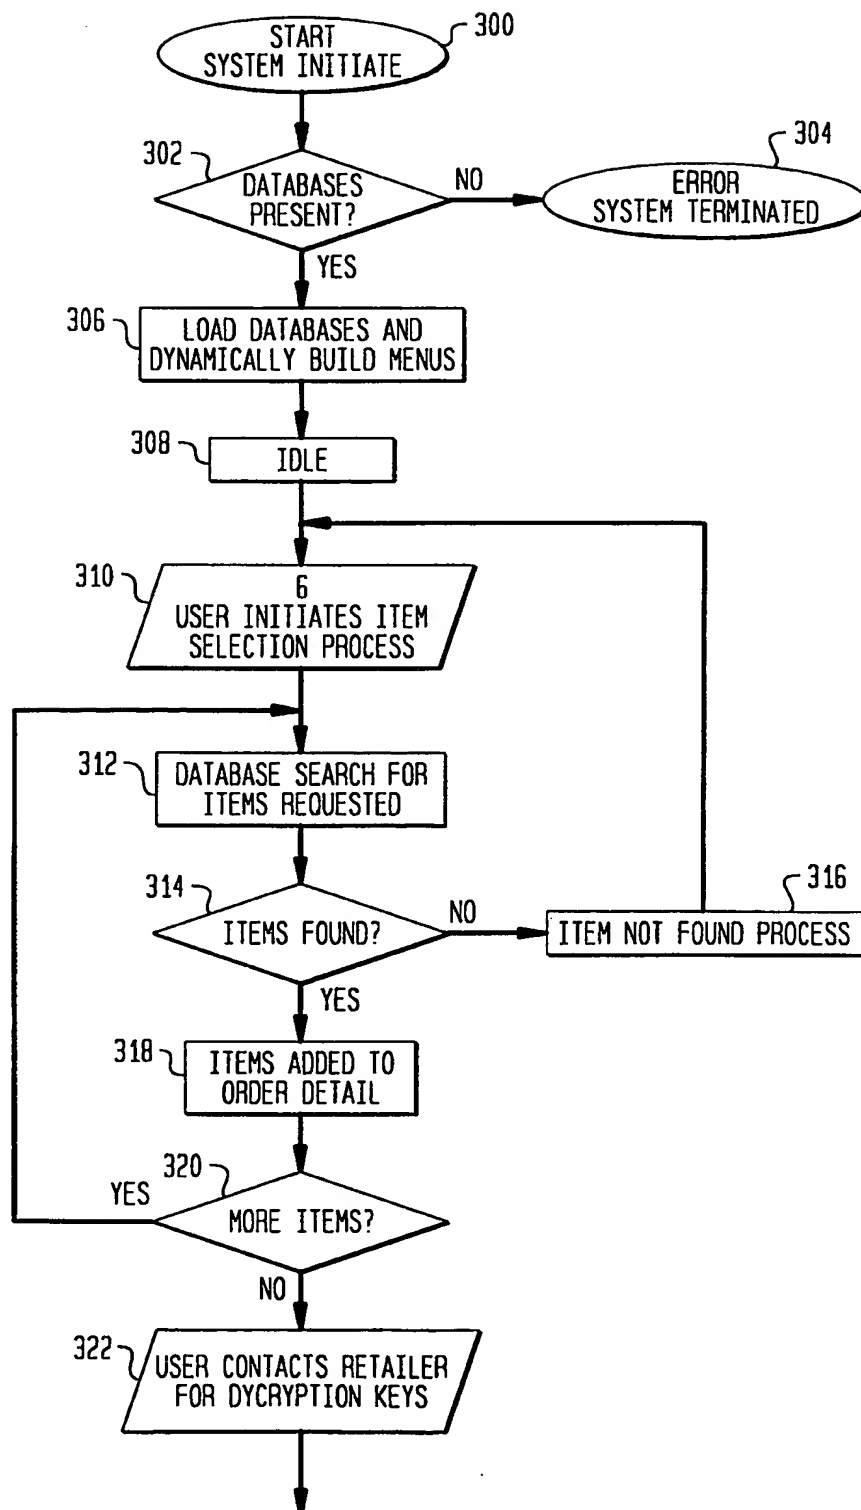 START
SYSTEM INITIATE
300
302
DATABASES
PRESENT?
NO
304
ERROR
SYSTEM TERMINATED
YES
306
LOAD DATABASES AND
DYNAMICALLY BUILD MENUS
308
IDLE
310
6
USER INITIATES ITEM
SELECTION PROCESS
312
DATABASE SEARCH FOR
ITEMS REQUESTED
314
ITEMS FOUND?
NO
316
ITEM NOT FOUND PROCESS
YES
318
ITEMS ADDED TO
ORDER DETAIL
320
YES
MORE ITEMS?
NO
322
USER CONTACTS RETAILER
FOR DYCRYPTION KEYS